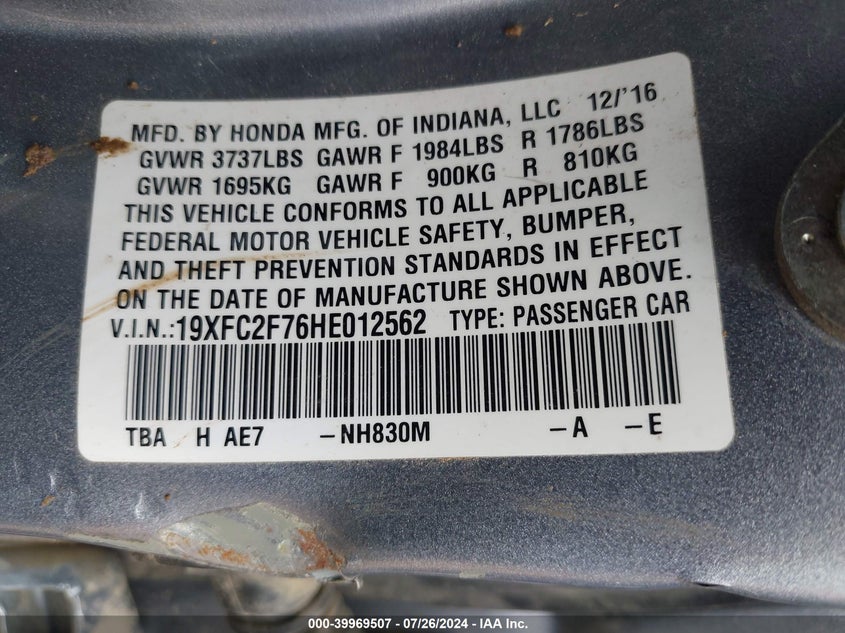 MFD. BY HONDA MFG. OF INDIANA, LLC 12/'16
GVWR 3737LBS GAWR F 1984LBS R 1786LBS
GVWR 1695KG GAWR F 900KG R 810KG
THIS VEHICLE CONFORMS TO ALL APPLICABLE
FEDERAL MOTOR VEHICLE SAFETY, BUMPER,
AND THEFT PREVENTION STANDARDS IN EFFECT
ON THE DATE OF MANUFACTURE SHOWN ABOVE.
V.I.N.:19XFC2F76HE012562 TYPE: PASSENGER CAR
TBA H AE7 -NH830M -A -E
000-39969507 - 07/26/2024 - IAA Inc.